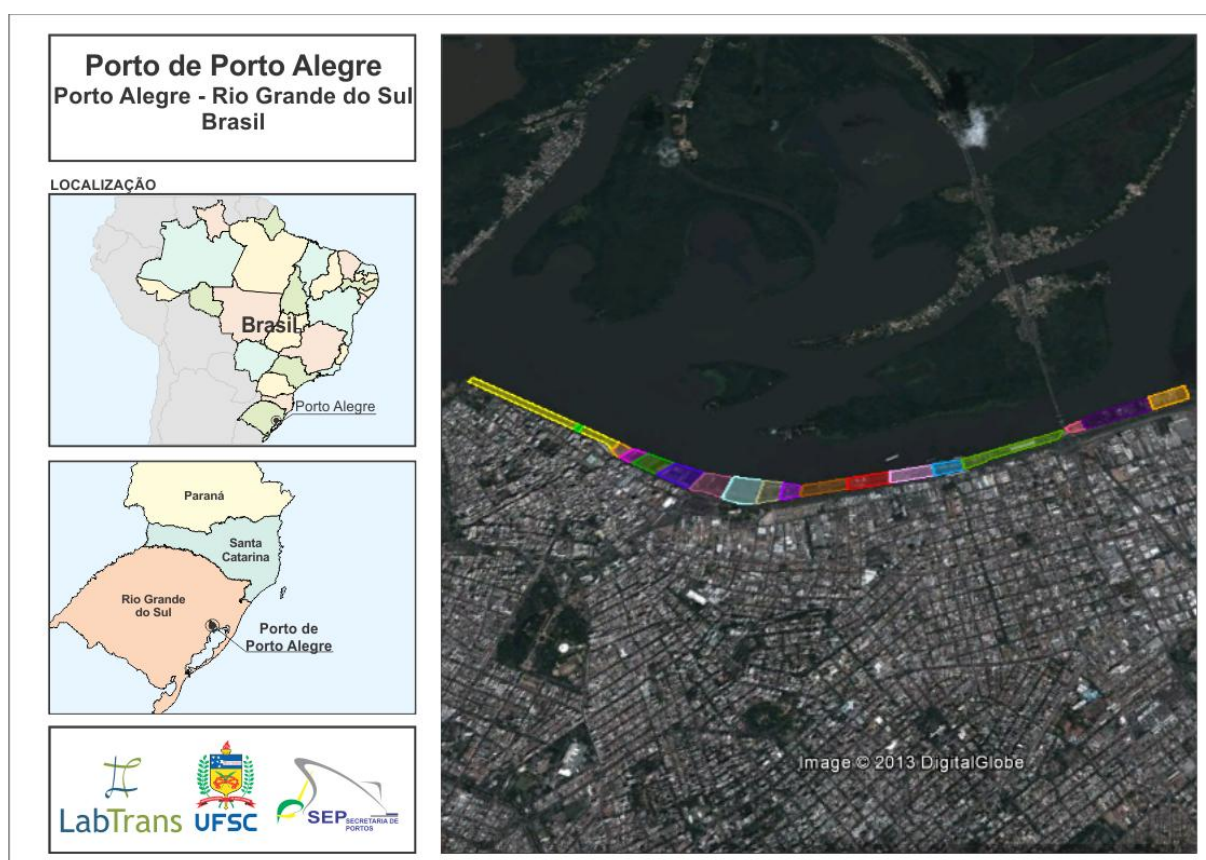 Porto de Porto Alegre
Porto Alegre - Rio Grande do Sul
Brasil
LOCALIZAÇÃO
Brasil
Porto Alegre
Paraná
Santa
Catarina
Rio Grande
do Sul
Porto de
Porto Alegre
LabTrans
UFSC
SEP SECRETARIA DE
PORTOS
Image © 2013 DigitalGlobe